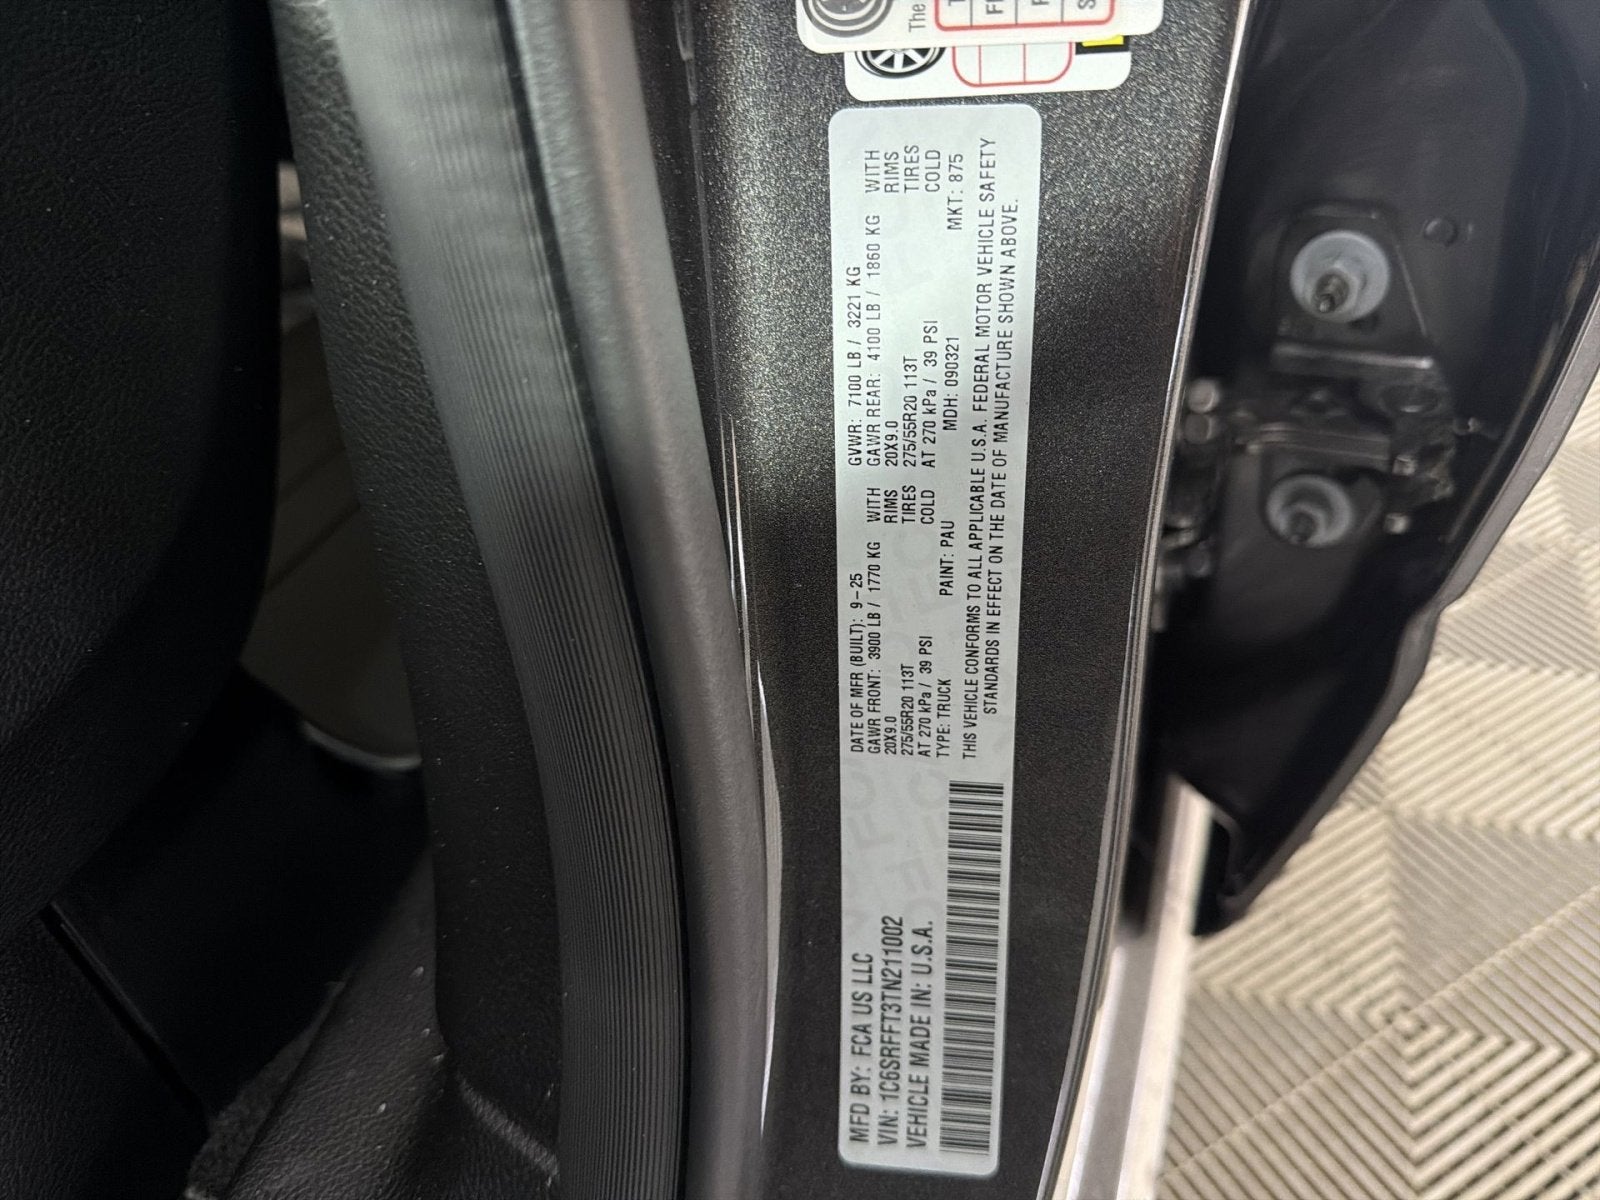 The
MFD BY: FCA US LLC
VIN: 1C6SRFFT3TN211002
VEHICLE MADE IN: U.S.A.
DATE OF MFR (BUILT): 9-25 GVWR: 7100 LB / 3221 KG
GAWR FRONT: 3900 LB / 1770 KG WITH GAWR REAR: 4100 LB / 1860 KG WITH
20X9.0 RIMS 20X9.0 RIMS
275/55R20 113T TIRES 275/55R20 113T TIRES
AT 270 kPa / 39 PSI COLD AT 270 kPa / 39 PSI COLD
TYPE: TRUCK PAINT: PAU MDH: 090321 MKT: 875
THIS VEHICLE CONFORMS TO ALL APPLICABLE U.S.A. FEDERAL MOTOR VEHICLE SAFETY
STANDARDS IN EFFECT ON THE DATE OF MANUFACTURE SHOWN ABOVE.